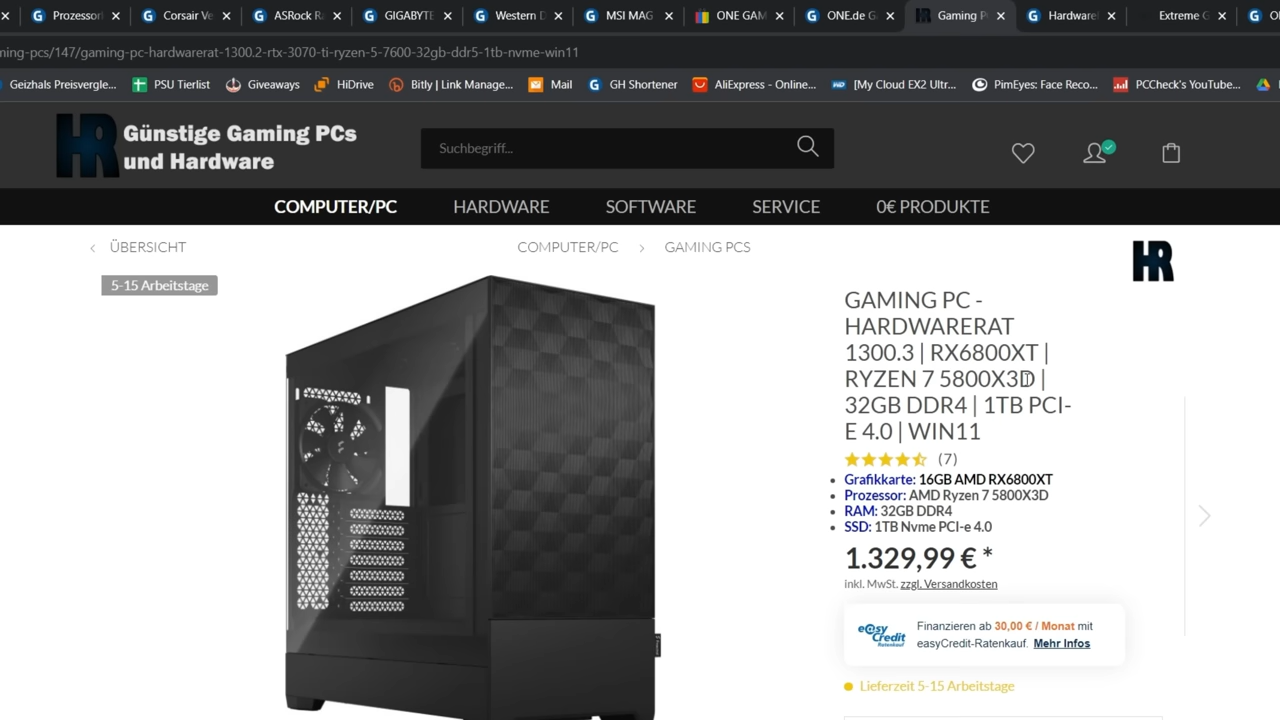 Prozessor
Corsair Ve
ASRock Ra
GIGABYTE
Western D
MSI MAG
ONE GAM
ONE.de G
Gaming P
Hardware
Extreme G
ming-pcs/147/gaming-pc-hardwarerat-1300.2-rtx-3070-ti-ryzen-5-7600-32gb-ddr5-1tb-nvme-win11
Geizhals Preisvergle...
PSU Tierlist
Giveaways
HiDrive
Bitly | Link Manage...
Mail
GH Shortener
AliExpress - Online...
[My Cloud EX2 Ultr...
PimEyes: Face Reco...
PCCheck's YouTube...
HR
Günstige Gaming PCs
und Hardware
Suchbegriff...
COMPUTER/PC
HARDWARE
SOFTWARE
SERVICE
0€ PRODUKTE
ÜBERSICHT
COMPUTER/PC
GAMING PCS
5-15 Arbeitstage
HR
GAMING PC -
HARDWARERAT
1300.3 | RX6800XT |
RYZEN 7 5800X3D |
32GB DDR4 | 1TB PCI-
E 4.0 | WIN11
(7)
Grafikkarte: 16GB AMD RX6800XT
Prozessor: AMD Ryzen 7 5800X3D
RAM: 32GB DDR4
SSD: 1TB Nvme PCI-e 4.0
1.329,99 € *
inkl. MwSt. zzgl. Versandkosten
easyCredit
Ratenkauf
Finanzieren ab 30,00 € / Monat mit
easyCredit-Ratenkauf. Mehr Infos
Lieferzeit 5-15 Arbeitstage